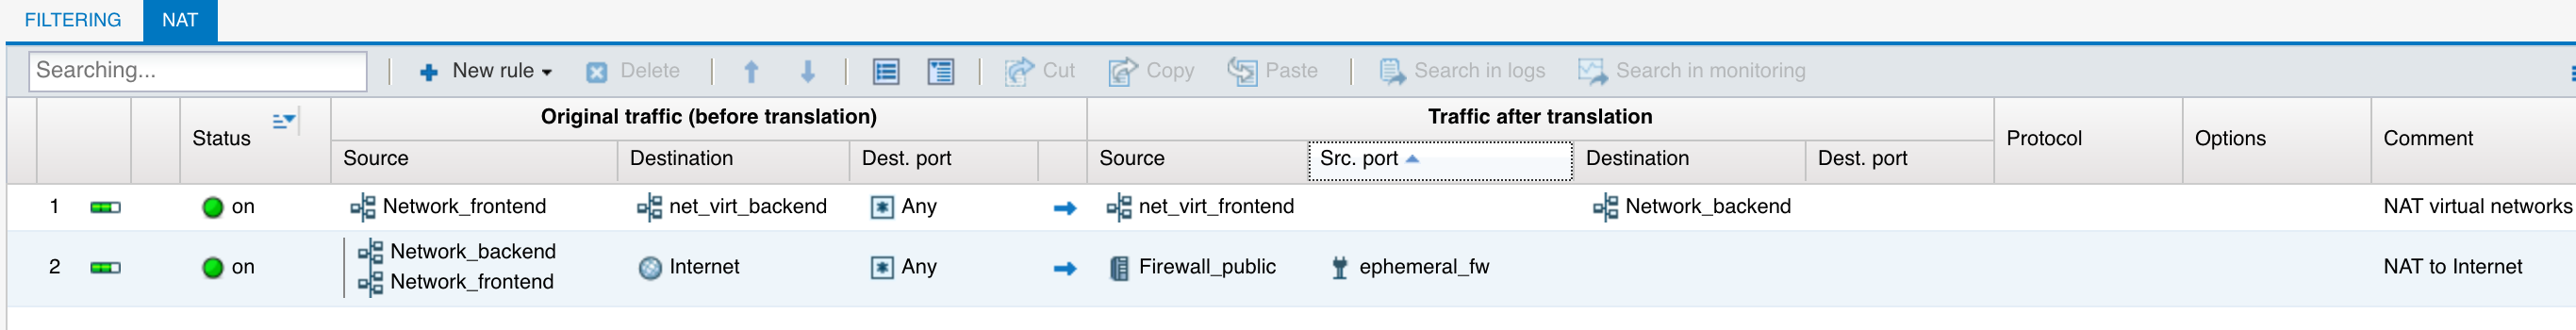 FILTERING NAT
Searching... New rule Delete Cut Copy Paste Search in logs Search in monitoring
Status Original traffic (before translation) Traffic after translation Protocol Options Comment
Source Destination Dest. port Source Src. port Destination Dest. port
1 on Network_frontend net_virt_backend Any net_virt_frontend Network_backend NAT virtual networks
2 on Network_backend Internet Any Firewall_public ephemeral_fw NAT to Internet
Network_frontend